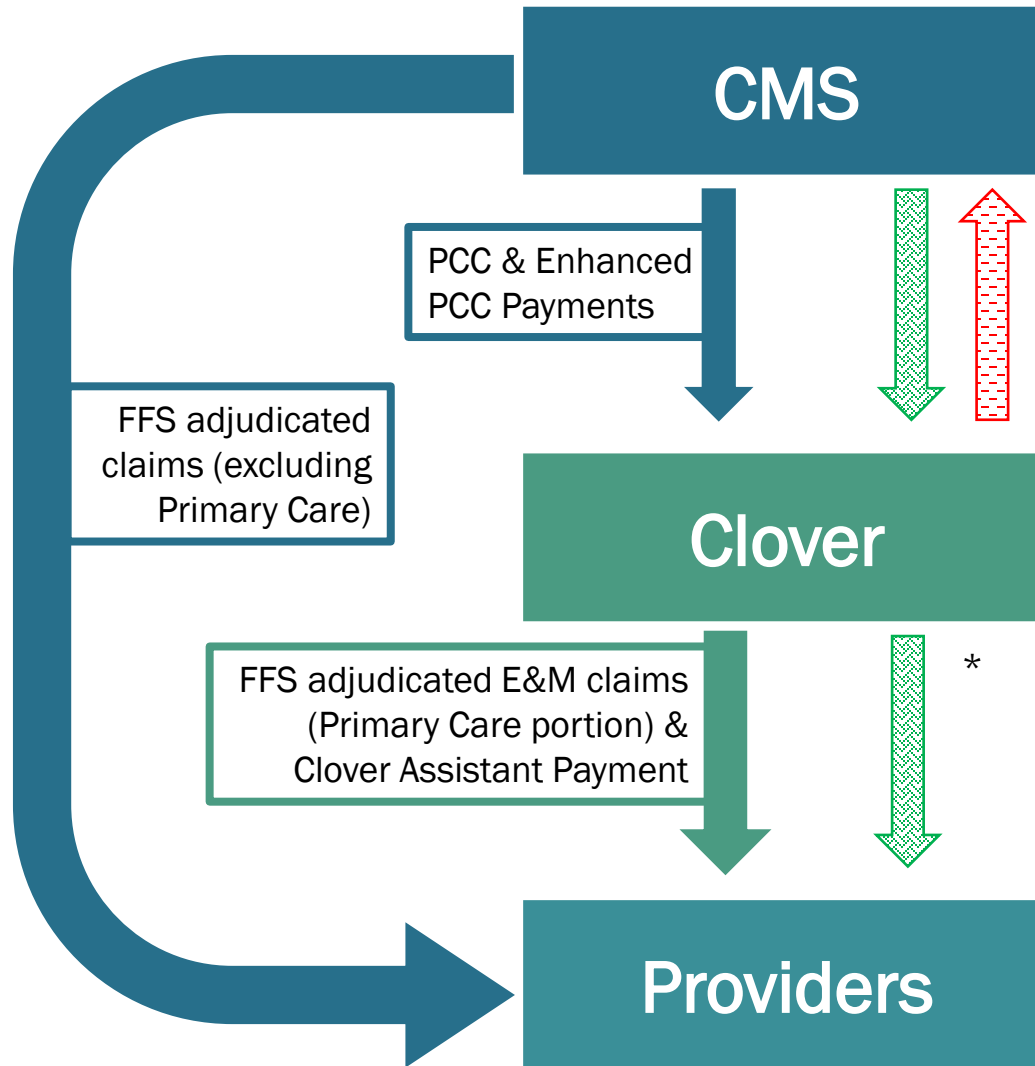 CMS
PCC & Enhanced
PCC Payments
FFS adjudicated
claims (excluding
Primary Care)
Clover
FFS adjudicated E&M claims
(Primary Care portion) &
Clover Assistant Payment
*
Providers